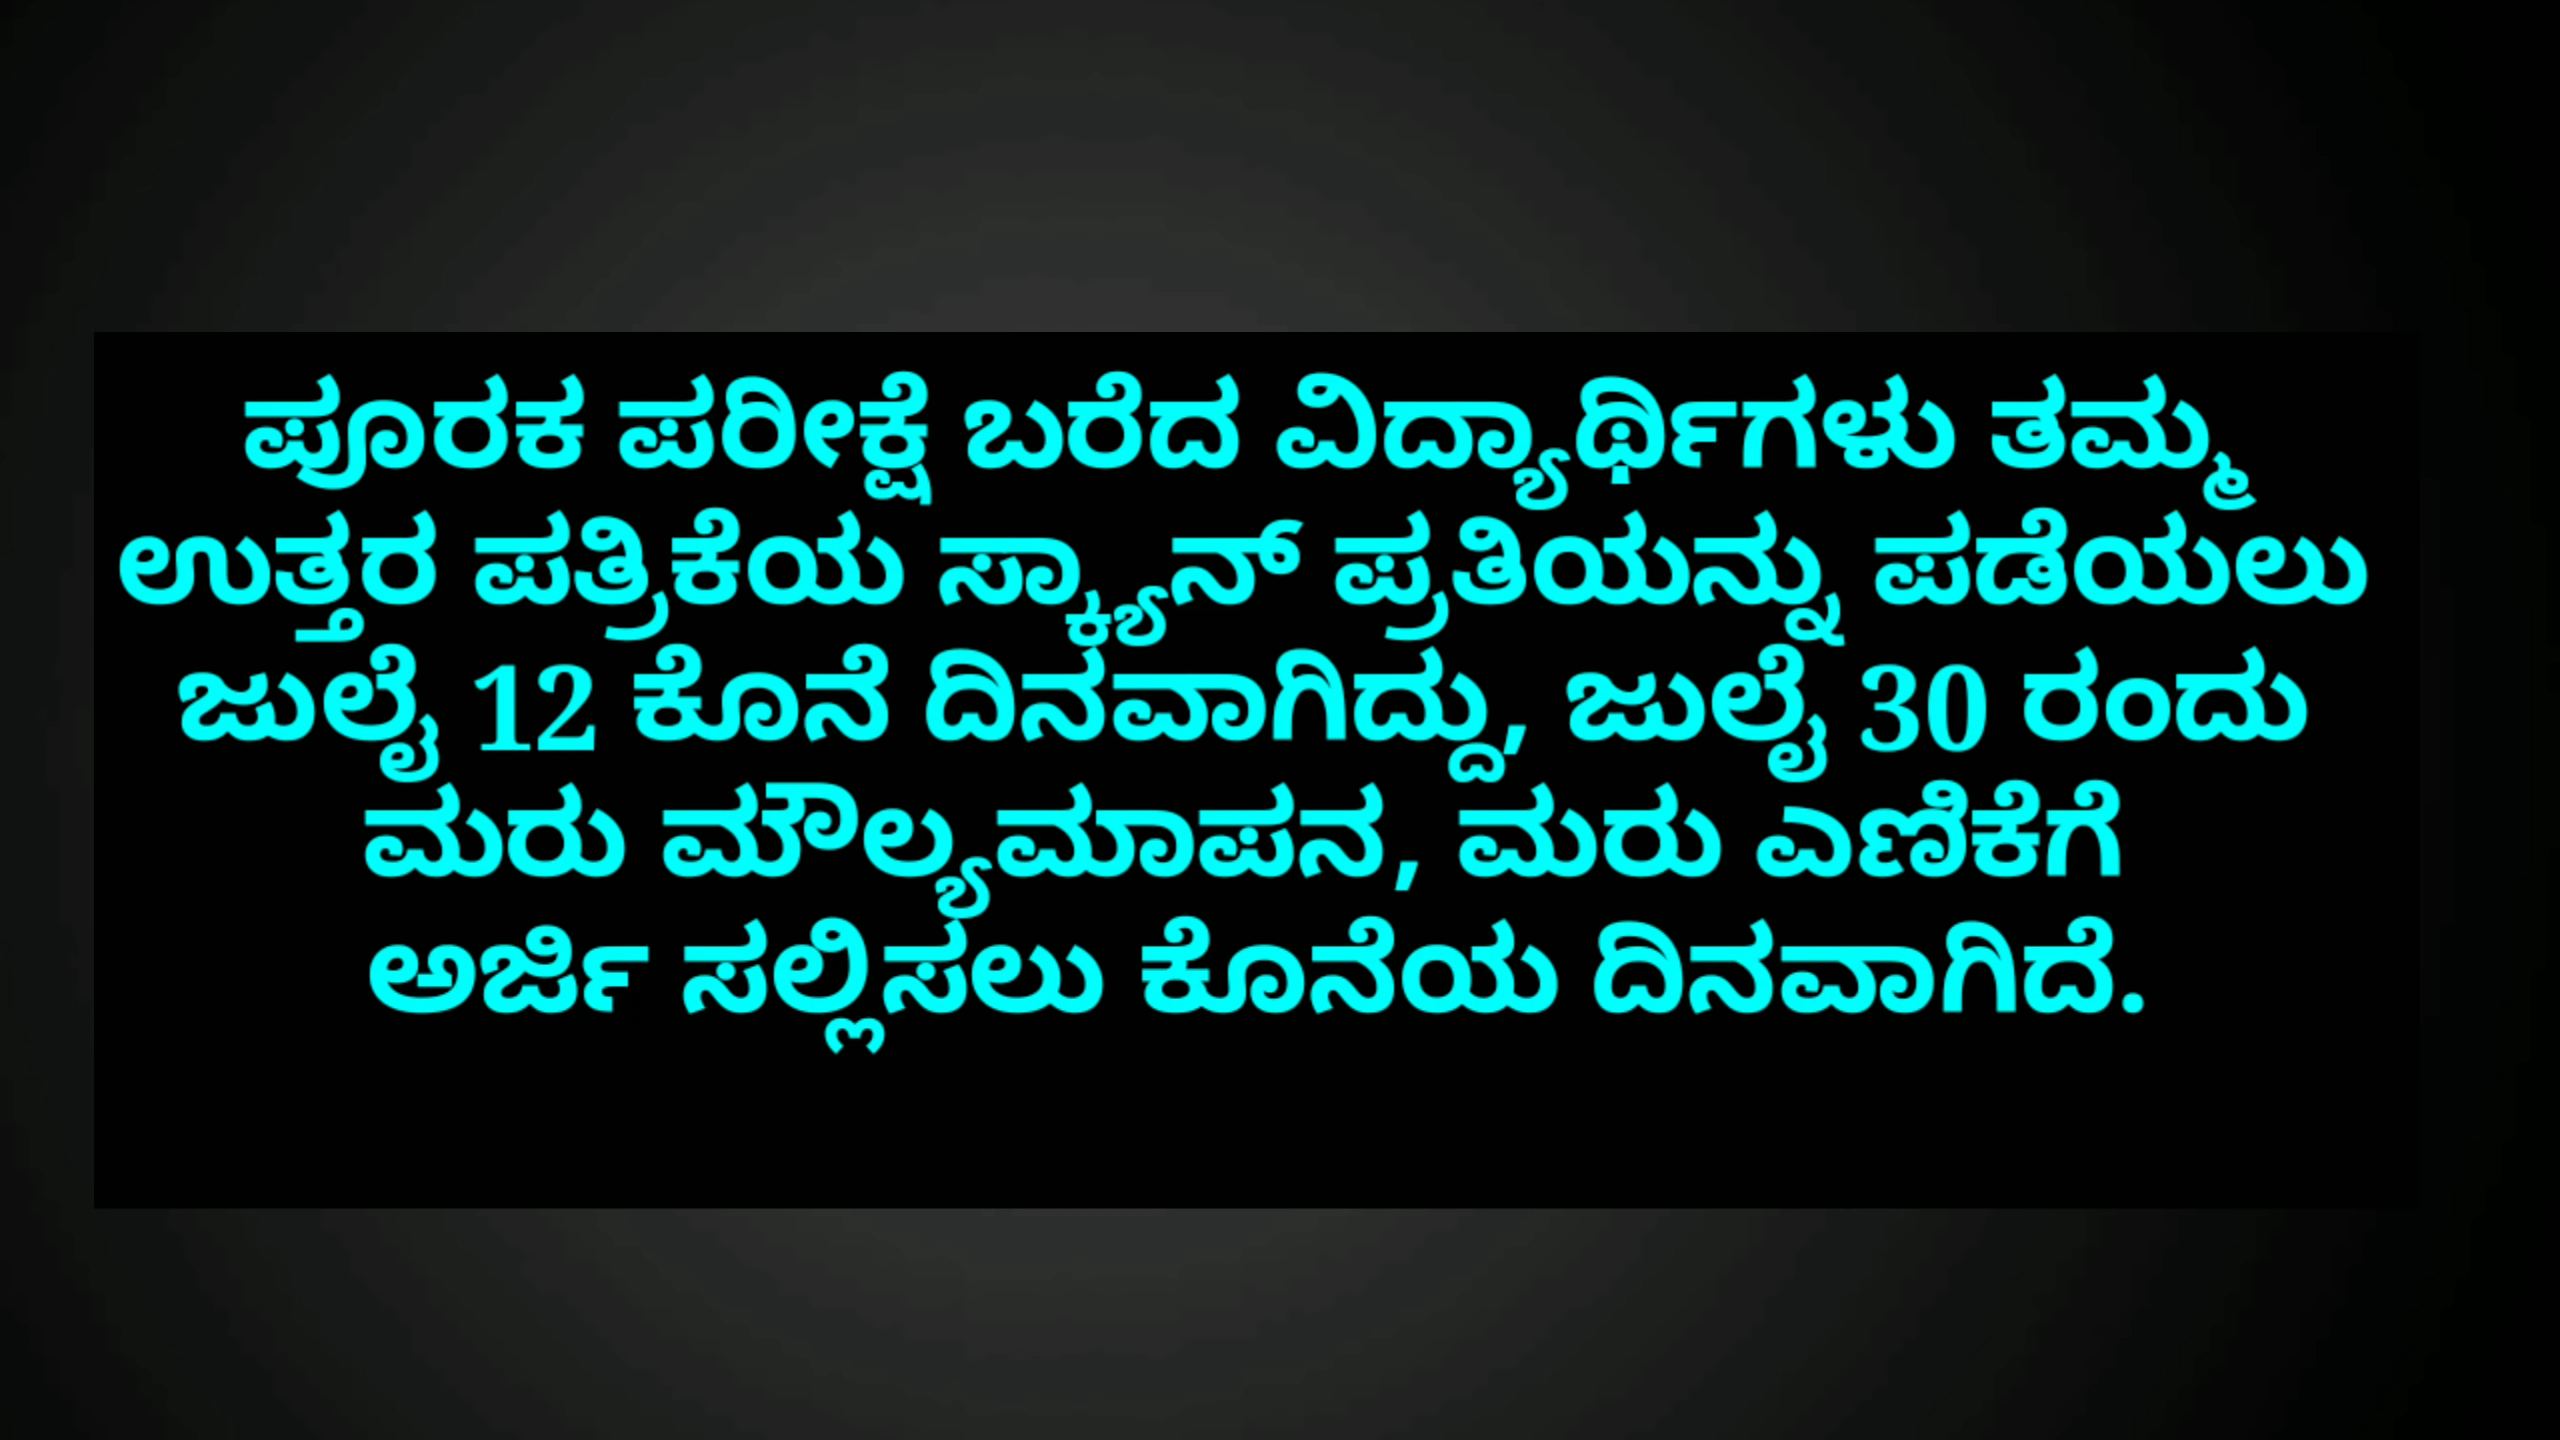 ಪೂರಕ ಪರೀಕ್ಷೆ ಬರೆದ ವಿದ್ಯಾರ್ಥಿಗಳು ತಮ್ಮ
ಉತ್ತರ ಪತ್ರಿಕೆಯ ಸ್ಕ್ಯಾನ್ ಪ್ರತಿಯನ್ನು ಪಡೆಯಲು
ಜುಲೈ 12 ಕೊನೆ ದಿನವಾಗಿದ್ದು, ಜುಲೈ 30 ರಂದು
ಮರು ಮೌಲ್ಯಮಾಪನ, ಮರು ಎಣಿಕೆಗೆ
ಅರ್ಜಿ ಸಲ್ಲಿಸಲು ಕೊನೆಯ ದಿನವಾಗಿದೆ.